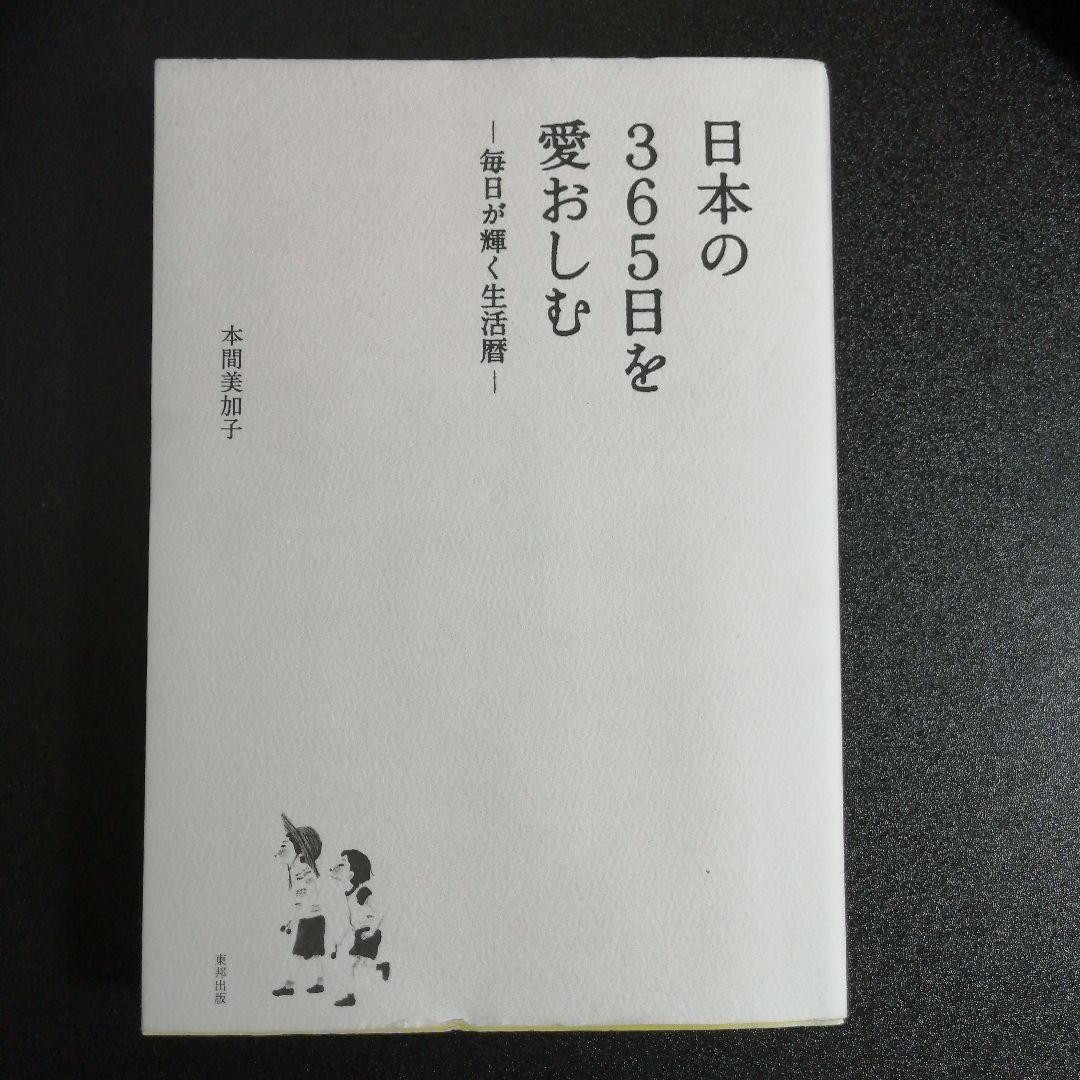 日本の
365日を
愛おしむ
—毎日が輝く生活暦—
本間美加子
東邦出版